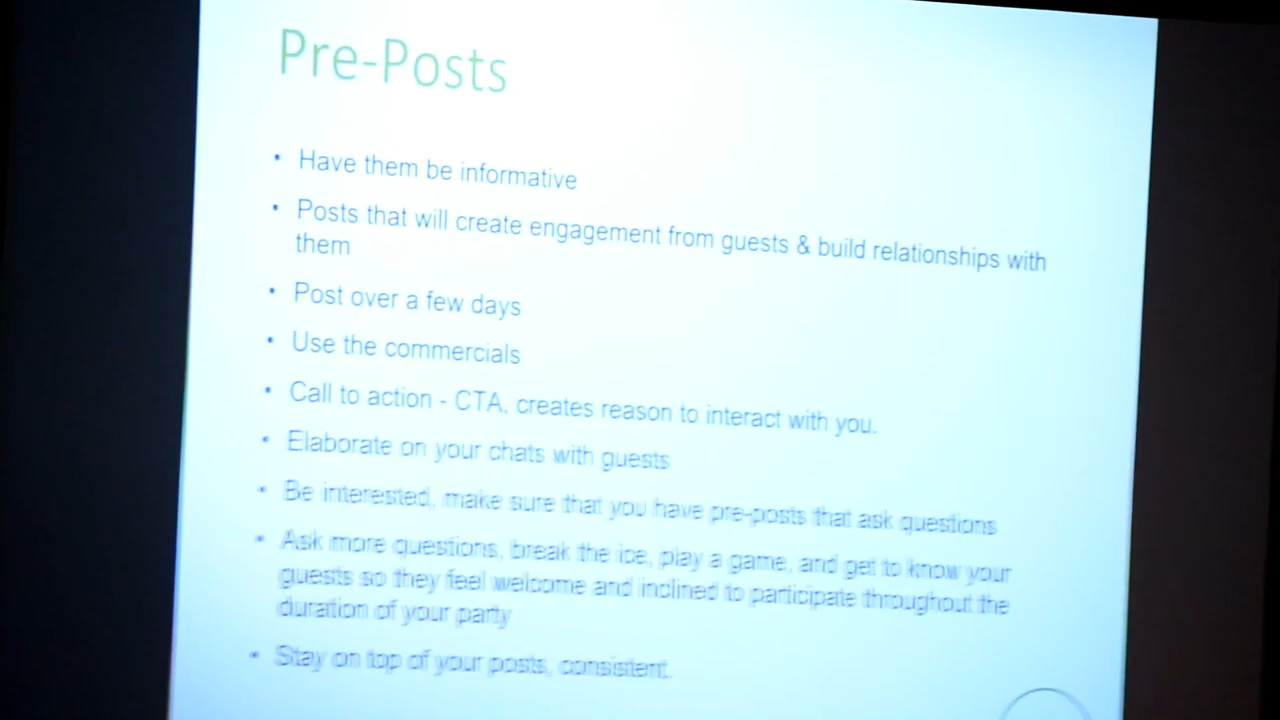 Pre-Posts
• Have them be informative
• Posts that will create engagement from guests & build relationships with
them
• Post over a few days
• Use the commercials
• Call to action - CTA, creates reason to interact with you.
• Elaborate on your chats with guests
• Be interested, make sure that you have pre-posts that ask questions
• Ask more questions, break the ice, play a game, and get to know your
guests so they feel welcome and inclined to participate throughout the
duration of your party
• Stay on top of your posts, consistent.